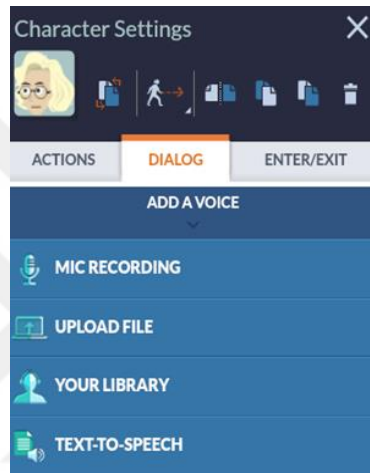 Character Settings
ACTIONS DIALOG ENTER/EXIT
ADD A VOICE
MIC RECORDING
UPLOAD FILE
YOUR LIBRARY
TEXT-TO-SPEECH